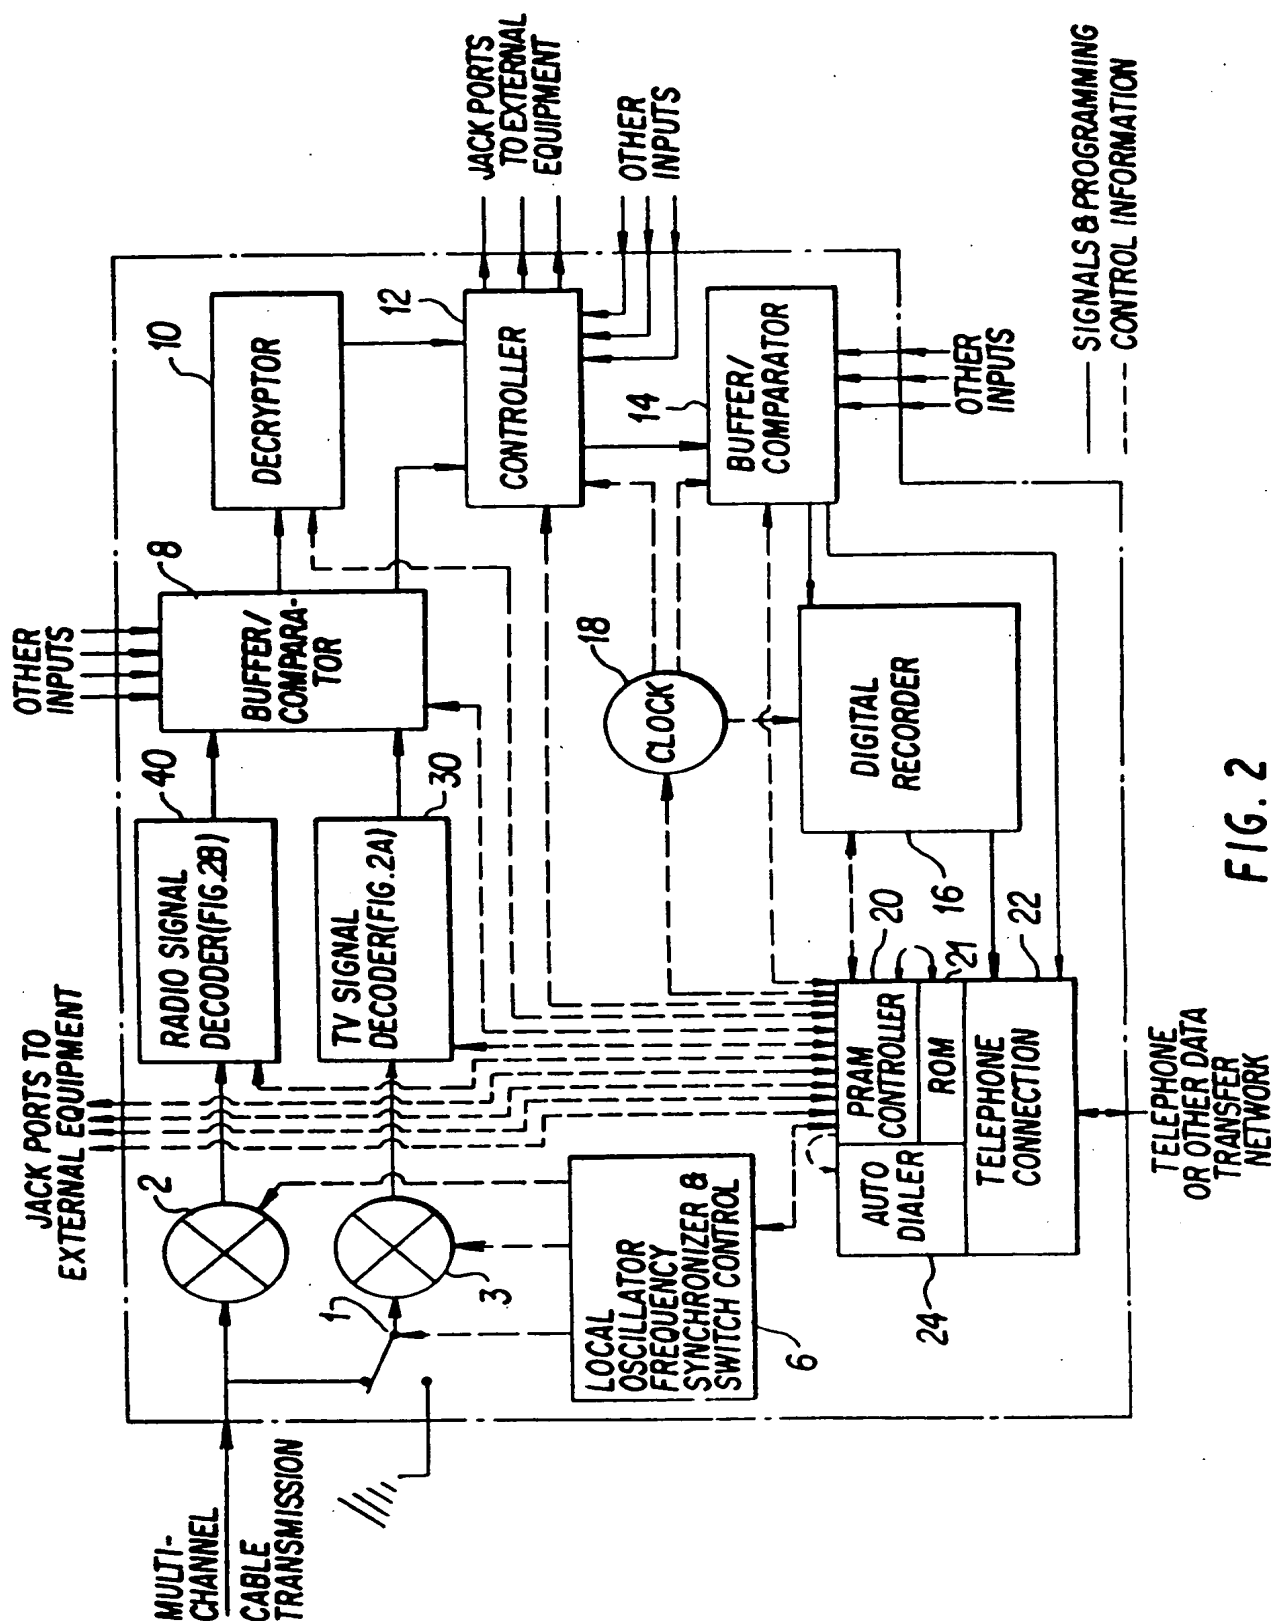 MULTI-
CHANNEL
CABLE
TRANSMISSION
JACK PORTS TO
EXTERNAL EQUIPMENT
OTHER
INPUTS
1
2
3
RADIO SIGNAL
DECODER(FIG.2B)
40
TV SIGNAL
DECODER(FIG.2A)
30
BUFFER/
COMPARA-
TOR
8
DECRYPTOR
10
CONTROLLER
12
JACK PORTS
TO EXTERNAL
EQUIPMENT
OTHER
INPUTS
LOCAL
OSCILLATOR
FREQUENCY
SYNCHRONIZER &
SWITCH CONTROL
6
CLOCK
18
BUFFER/
COMPARATOR
14
OTHER
INPUTS
DIGITAL
RECORDER
16
AUTO
DIALER
24
PRAM
CONTROLLER
20
ROM
21
TELEPHONE
CONNECTION
22
TELEPHONE
OR OTHER DATA
TRANSFER
NETWORK
SIGNALS & PROGRAMMING
CONTROL INFORMATION
FIG. 2